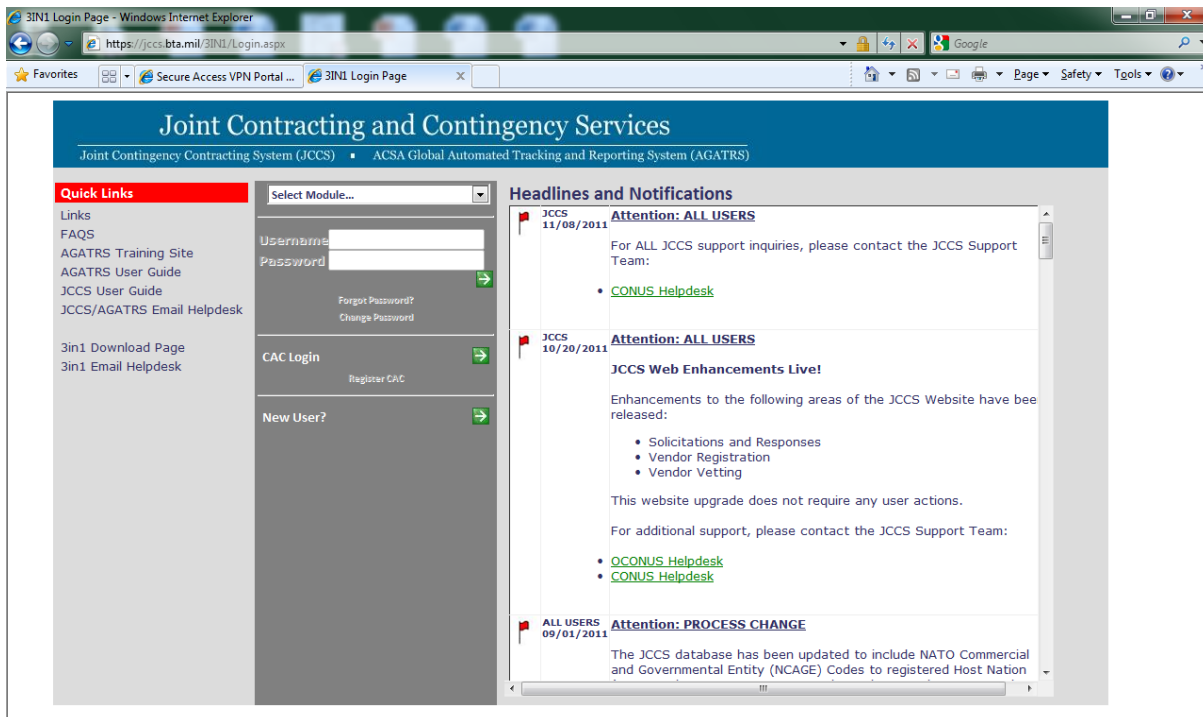 3IN1 Login Page - Windows Internet Explorer
https://jccs.bta.mil/3IN1/Login.aspx
Google
Favorites
Secure Access VPN Portal ...
3IN1 Login Page
X
Page
Safety
Tools
Joint Contracting and Contingency Services
Joint Contingency Contracting System (JCCS) ▪ ACSA Global Automated Tracking and Reporting System (AGATRS)
Quick Links
Links
FAQS
AGATRS Training Site
AGATRS User Guide
JCCS User Guide
JCCS/AGATRS Email Helpdesk
3in1 Download Page
3in1 Email Helpdesk
Select Module...
Username
Password
Forgot Password?
Change Password
CAC Login
Register CAC
New User?
Headlines and Notifications
JCCS
11/08/2011
Attention: ALL USERS
For ALL JCCS support inquiries, please contact the JCCS Support
Team:
• CONUS Helpdesk
JCCS
10/20/2011
Attention: ALL USERS
JCCS Web Enhancements Live!
Enhancements to the following areas of the JCCS Website have bee
released:
• Solicitations and Responses
• Vendor Registration
• Vendor Vetting
This website upgrade does not require any user actions.
For additional support, please contact the JCCS Support Team:
• OCONUS Helpdesk
• CONUS Helpdesk
ALL USERS
09/01/2011
Attention: PROCESS CHANGE
The JCCS database has been updated to include NATO Commercial
and Governmental Entity (NCAGE) Codes to registered Host Nation